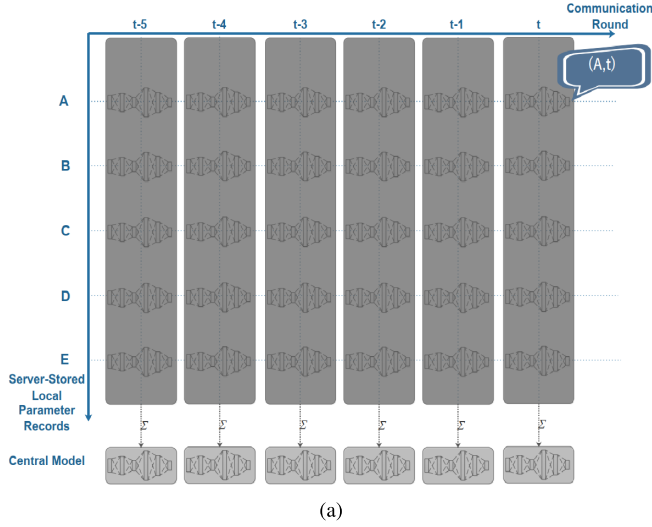 Communication
Round
t-5 t-4 t-3 t-2 t-1 t
(A,t)
A
B
C
D
E
Server-Stored
Local
Parameter
Records
Σ Σ Σ Σ Σ Σ
Central Model
(a)